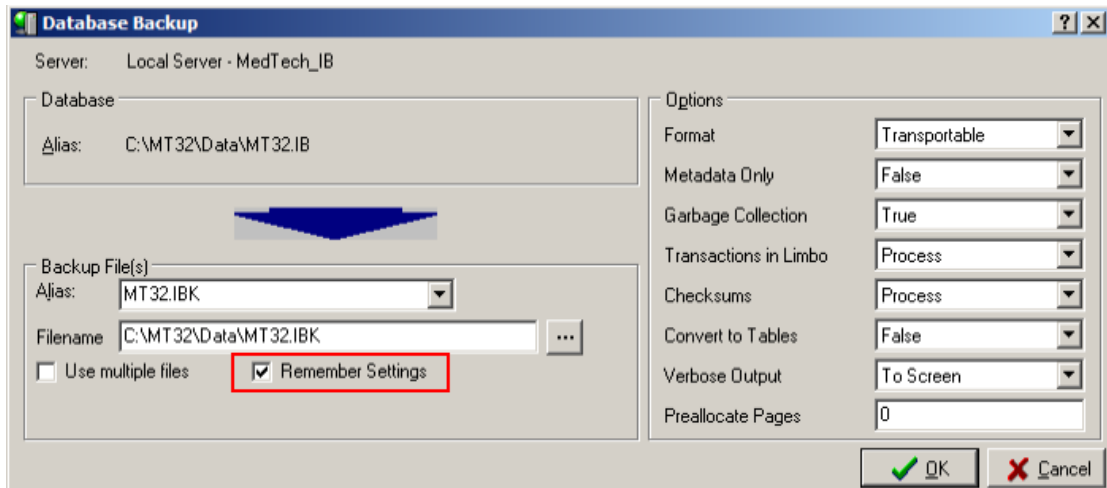 Database Backup
Server: Local Server - MedTech_IB
Database
Alias: C:\MT32\Data\MT32.IB
Backup File(s)
Alias: MT32.IBK
Filename C:\MT32\Data\MT32.IBK ...
Use multiple files Remember Settings
Options
Format Transportable
Metadata Only False
Garbage Collection True
Transactions in Limbo Process
Checksums Process
Convert to Tables False
Verbose Output To Screen
Preallocate Pages 0
OK Cancel